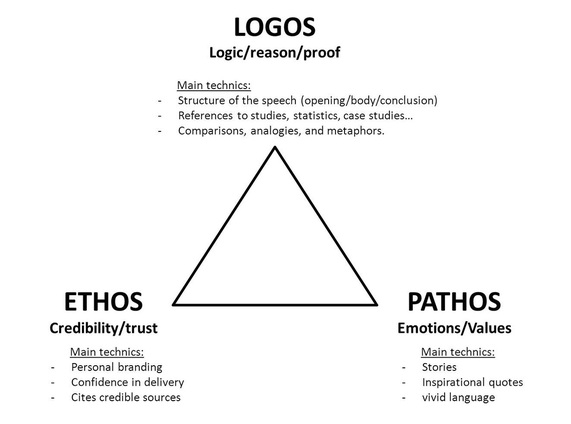 LOGOS
Logic/reason/proof
Main technics:
- Structure of the speech (opening/body/conclusion)
- References to studies, statistics, case studies...
- Comparisons, analogies, and metaphors.
ETHOS
Credibility/trust
Main technics:
- Personal branding
- Confidence in delivery
- Cites credible sources
PATHOS
Emotions/Values
Main technics:
- Stories
- Inspirational quotes
- vivid language